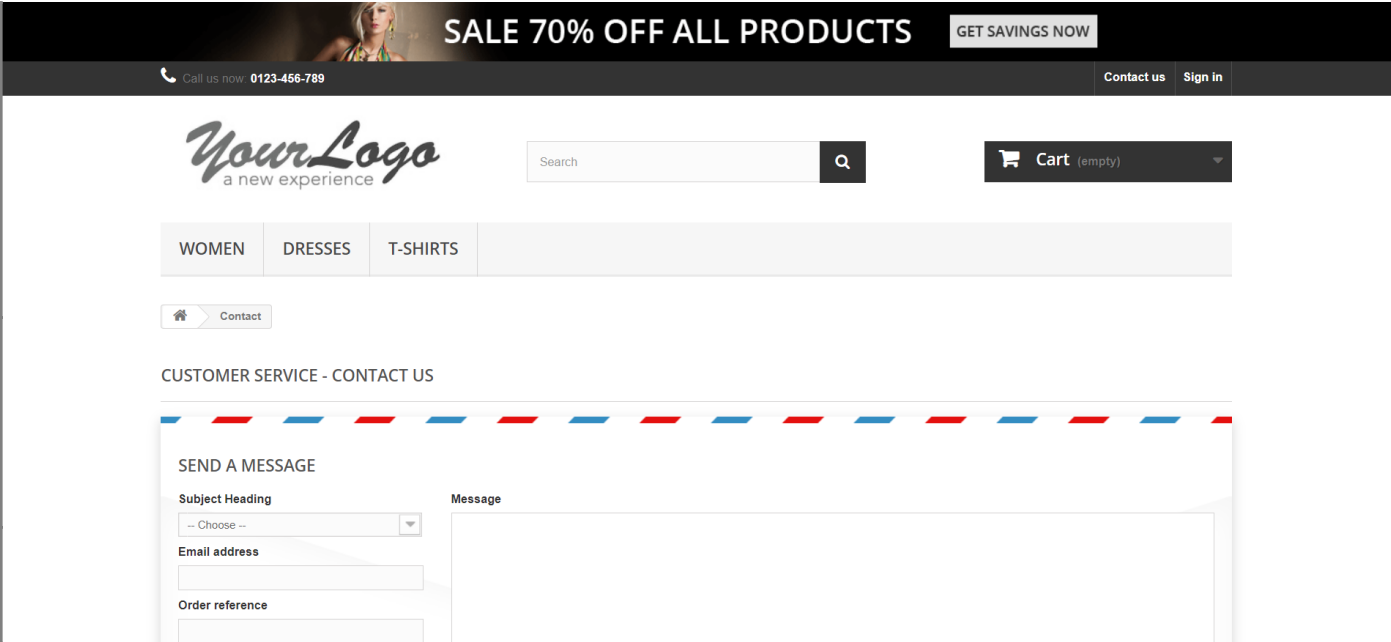 SALE 70% OFF ALL PRODUCTS GET SAVINGS NOW
Call us now: 0123-456-789 Contact us Sign in
YourLogo
a new experience
Search
Cart (empty)
WOMEN DRESSES T-SHIRTS
Contact
CUSTOMER SERVICE - CONTACT US
SEND A MESSAGE
Subject Heading Message
-- Choose --
Email address
Order reference